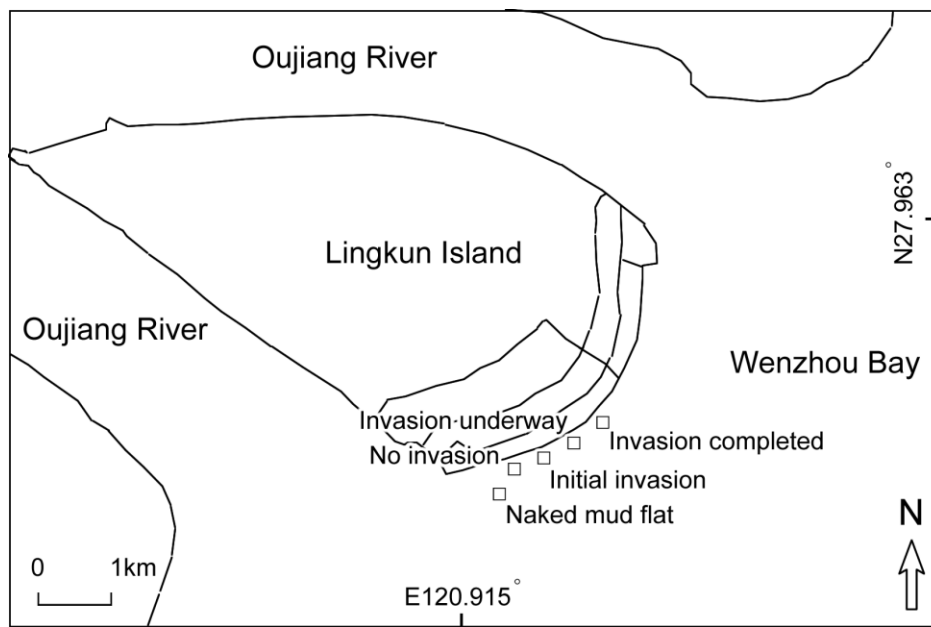 Oujiang River
N27.963°
Lingkun Island
Oujiang River
Wenzhou Bay
Invasion underway
Invasion completed
No invasion
Initial invasion
Naked mud flat
N
0 1km
E120.915°